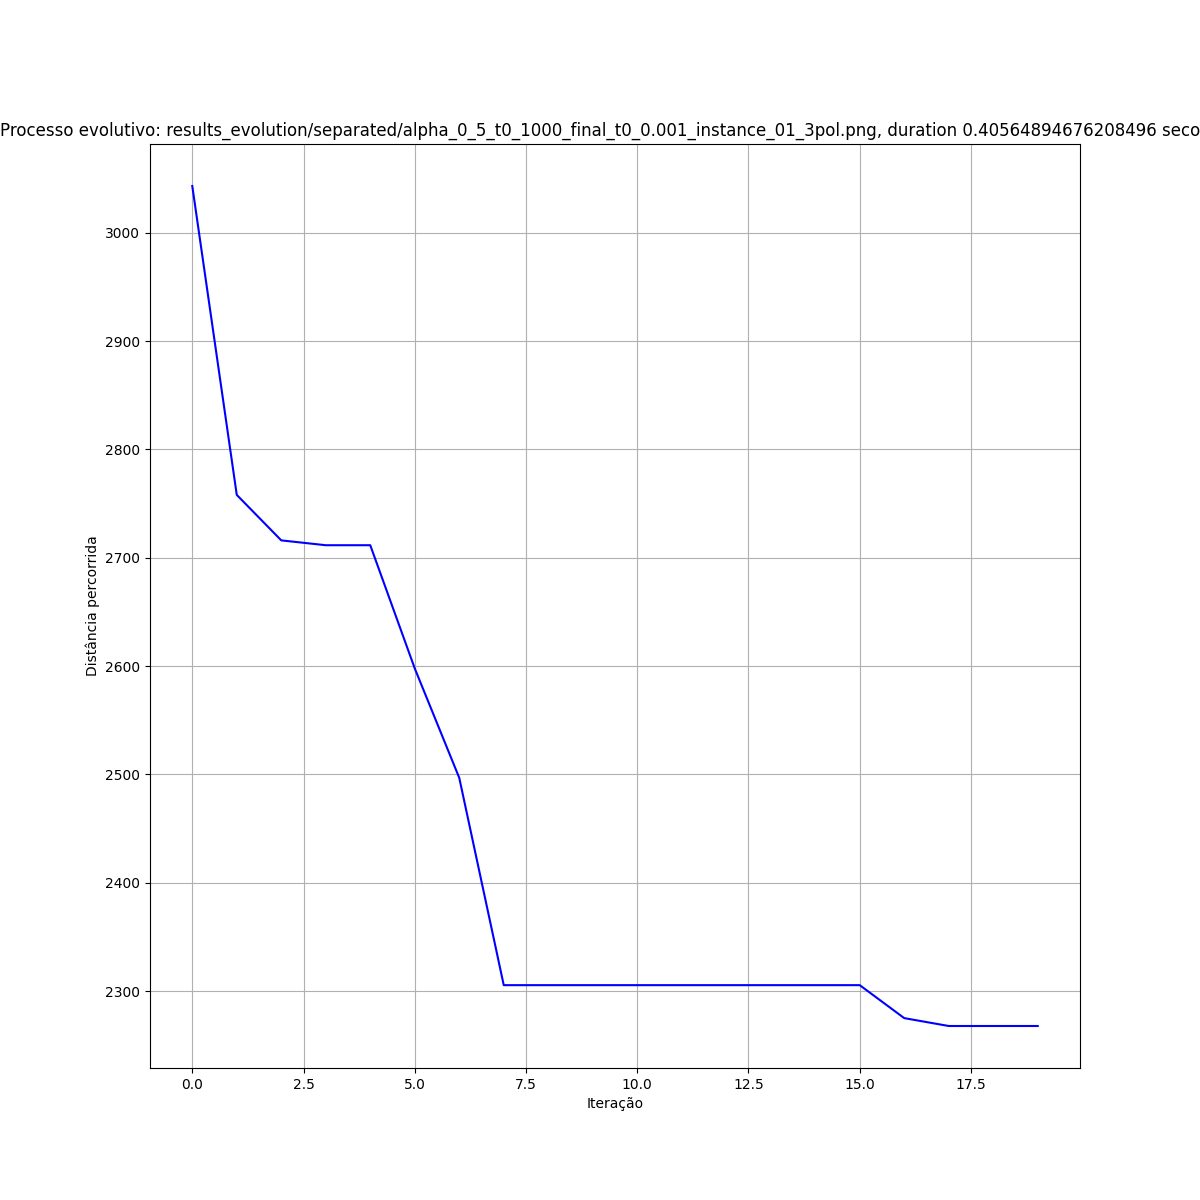 Processo evolutivo: results_evolution/separated/alpha_0_5_t0_1000_final_t0_0.001_instance_01_3pol.png, duration 0.40564894676208496 seco
3000
2900
2800
2700
2600
2500
2400
2300
Distância percorrida
0.0 2.5 5.0 7.5 10.0 12.5 15.0 17.5
Iteração